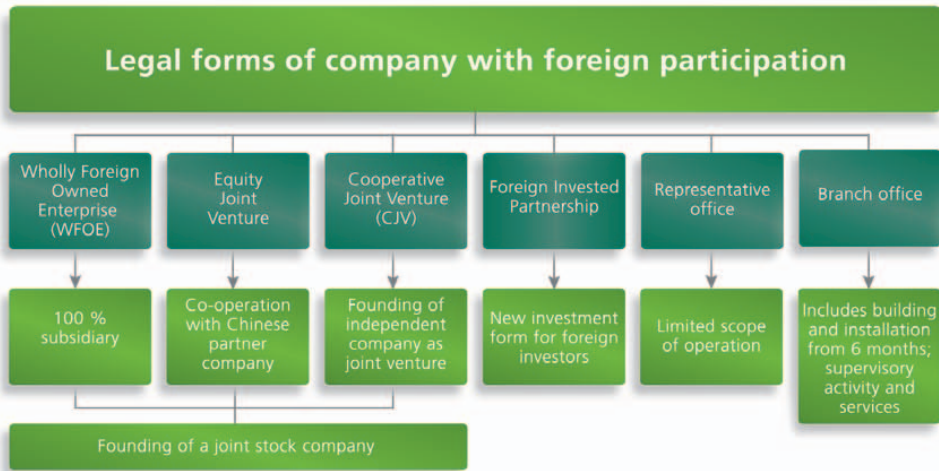 Legal forms of company with foreign participation
Wholly Foreign
Owned
Enterprise
(WFOE)
Equity
Joint
Venture
Cooperative
Joint Venture
(CJV)
Foreign Invested
Partnership
Representative
office
Branch office
100 %
subsidiary
Co-operation
with Chinese
partner
company
Founding of
independent
company as
joint venture
New investment
form for foreign
investors
Limited scope
of operation
Includes building
and installation
from 6 months;
supervisory
activity and
services
Founding of a joint stock company